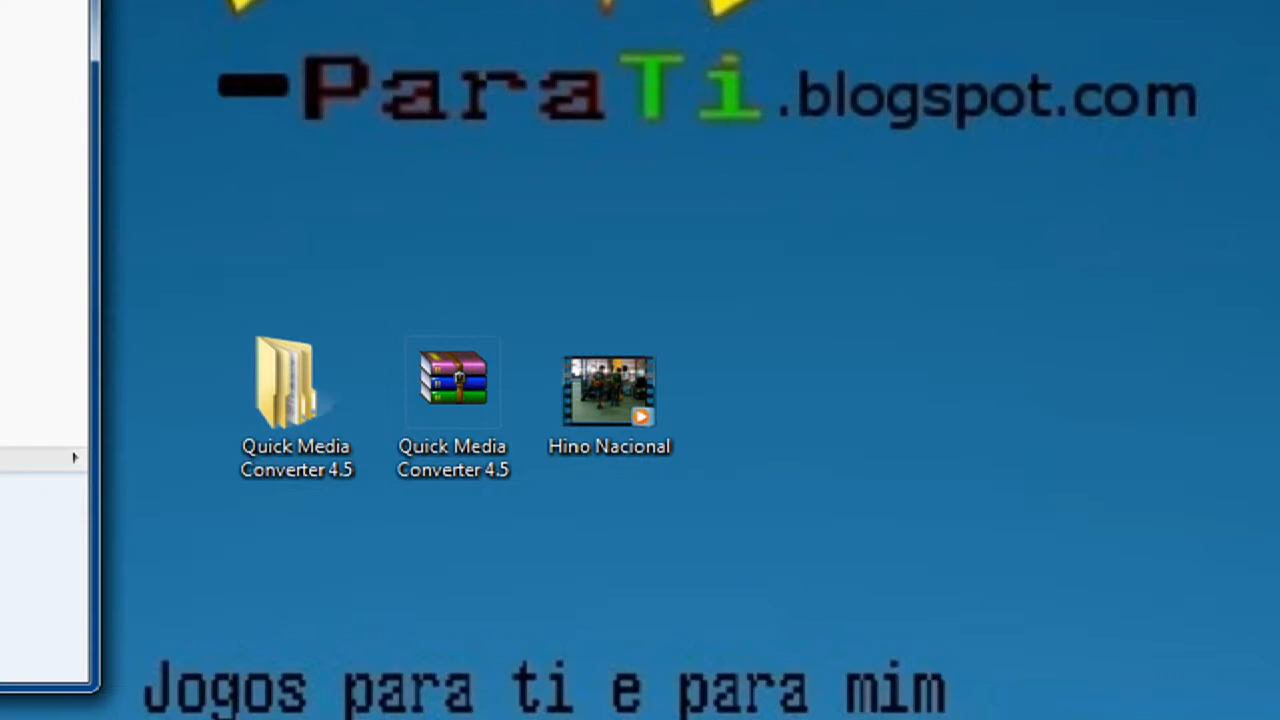 -ParaTi.blogspot.com
Quick Media
Converter 4.5
Quick Media
Converter 4.5
Hino Nacional
Jogos para ti e para mim